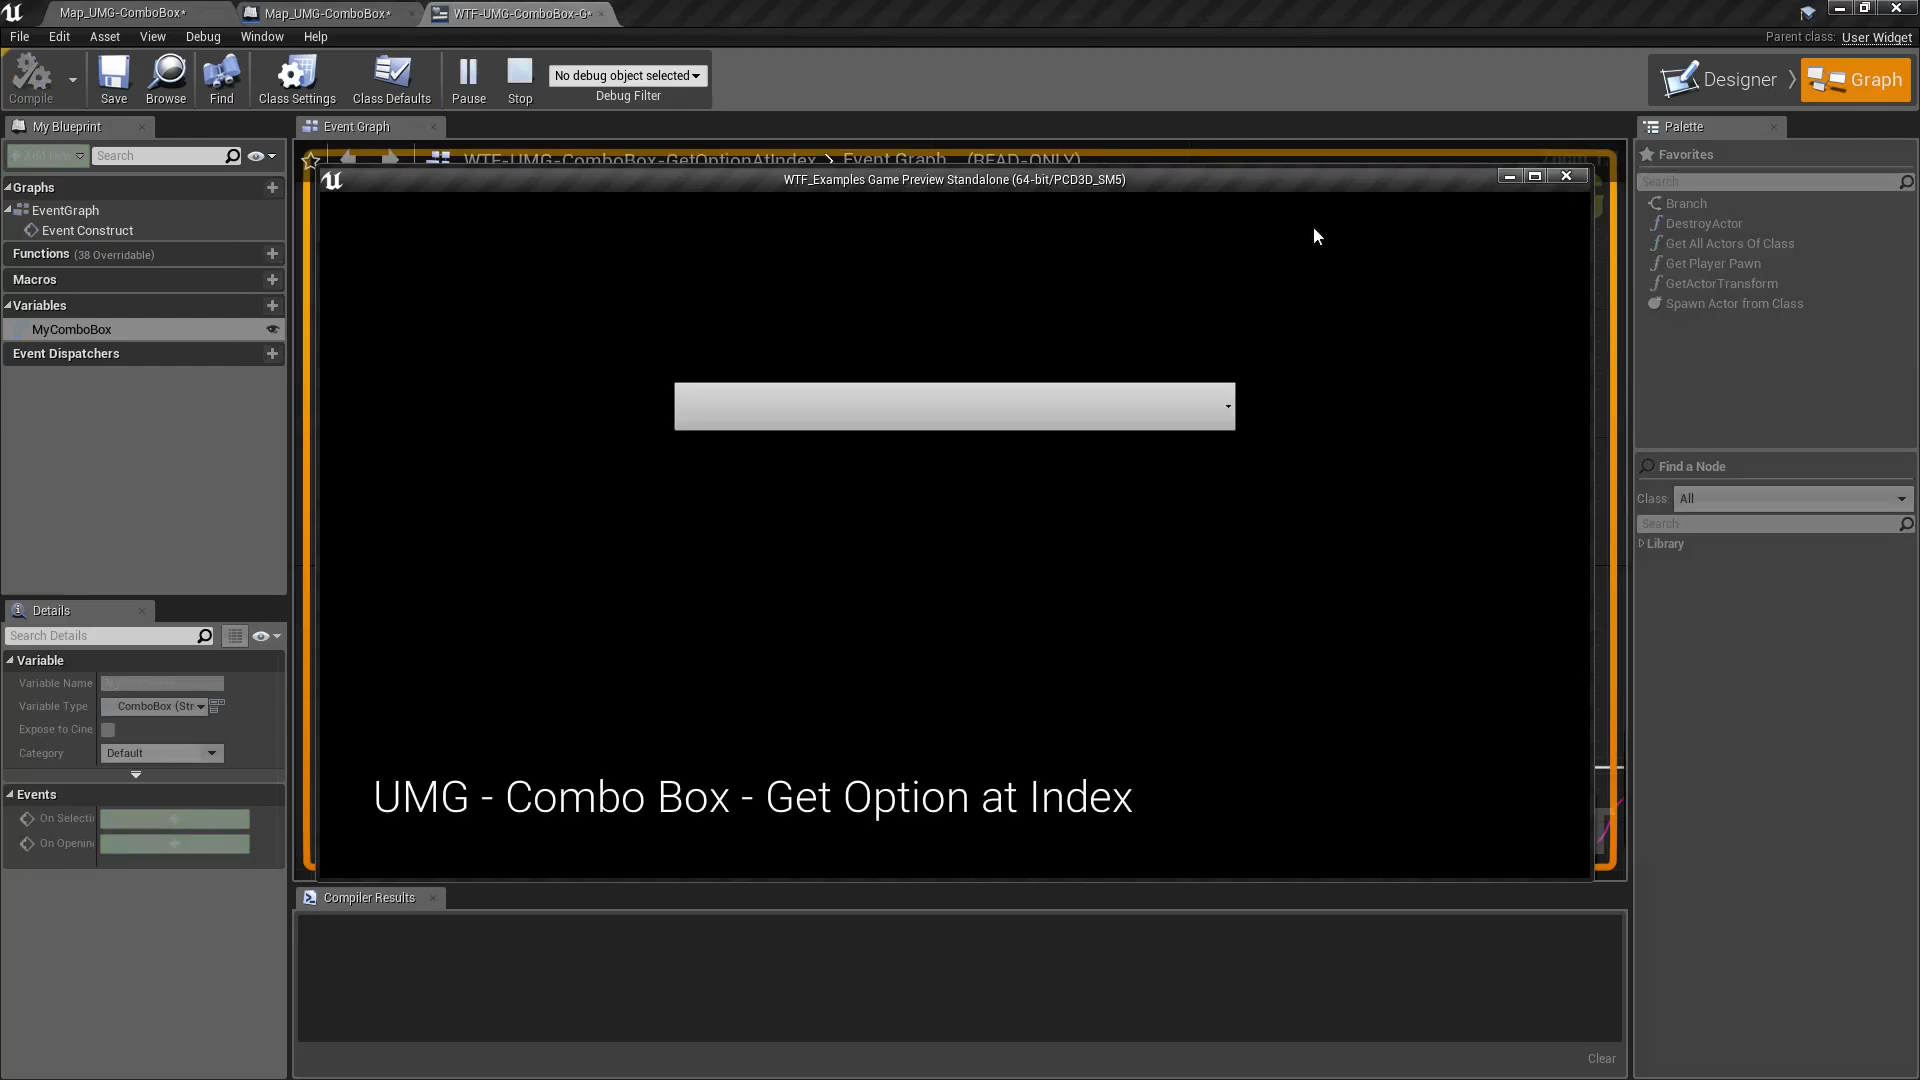 Map_UMG-ComboBox*
Map_UMG-ComboBox*
WTF-UMG-ComboBox-G*
File Edit Asset View Debug Window Help
Parent class: User Widget
Compile
Save
Browse
Find
Class Settings
Class Defaults
Pause
Stop
No debug object selected
Debug Filter
Designer
Graph
My Blueprint
Search
Graphs
EventGraph
Event Construct
Functions (38 Overridable)
Macros
Variables
MyComboBox
Event Dispatchers
Details
Search Details
Variable
Variable Name
Variable Type ComboBox (Str
Expose to Cine
Category Default
Events
On Selecti
On Openin
Event Graph
WTF-UMG-ComboBox-GetOptionAtIndex > Event Graph (READ-ONLY)
WTF_Examples Game Preview Standalone (64-bit/PCD3D_SM5)
UMG - Combo Box - Get Option at Index
Compiler Results
Clear
Palette
Favorites
Search
Branch
DestroyActor
Get All Actors Of Class
Get Player Pawn
GetActorTransform
Spawn Actor from Class
Find a Node
Class: All
Search
Library